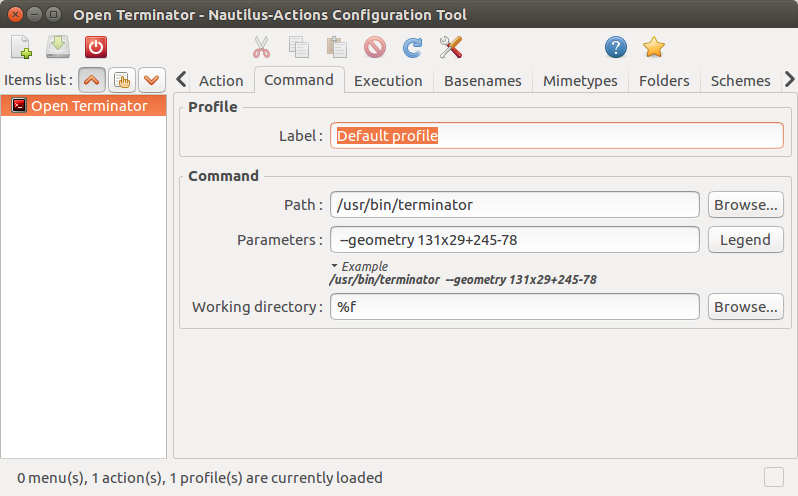 Open Terminator - Nautilus-Actions Configuration Tool
Items list :
Action Command Execution Basenames Mimetypes Folders Schemes
Open Terminator
Profile
Label : Default profile
Command
Path : /usr/bin/terminator Browse...
Parameters : --geometry 131x29+245-78 Legend
Example
/usr/bin/terminator --geometry 131x29+245-78
Working directory : %f Browse...
0 menu(s), 1 action(s), 1 profile(s) are currently loaded